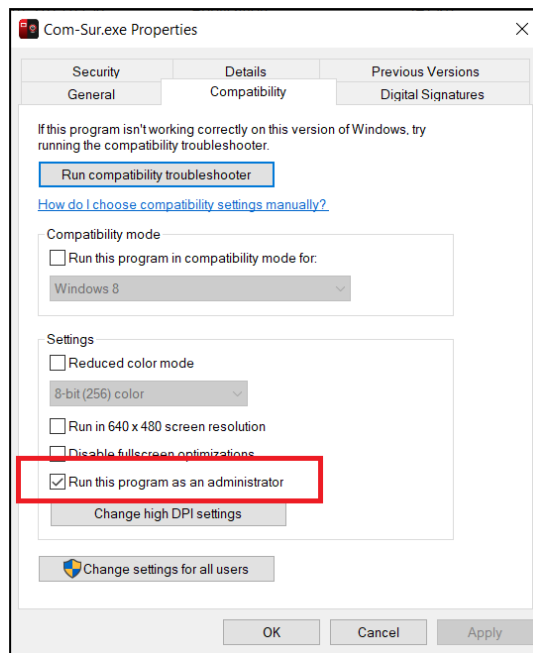 Com-Sur.exe Properties
Security Details Previous Versions
General Compatibility Digital Signatures
If this program isn't working correctly on this version of Windows, try
running the compatibility troubleshooter.
Run compatibility troubleshooter
How do I choose compatibility settings manually?
Compatibility mode
Run this program in compatibility mode for:
Windows 8
Settings
Reduced color mode
8-bit (256) color
Run in 640 x 480 screen resolution
Disable fullscreen optimizations
Run this program as an administrator
Change high DPI settings
Change settings for all users
OK Cancel Apply